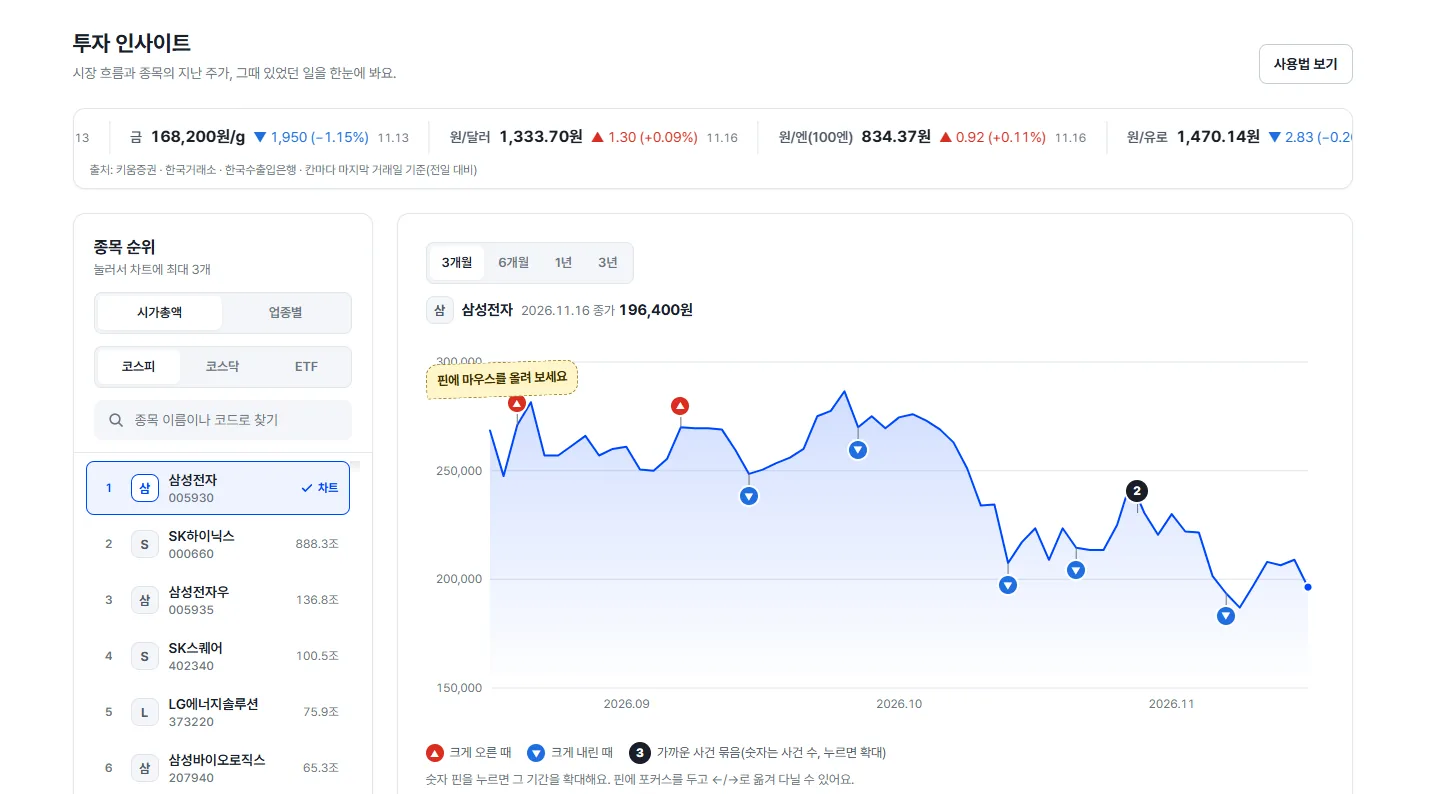 투자 인사이트
시장 흐름과 종목의 지난 주가, 그때 있었던 일을 한눈에 봐요.
사용법 보기
13 금 168,200원/g ▼ 1,950 (−1.15%) 11.13 원/달러 1,333.70원 ▲ 1.30 (+0.09%) 11.16 원/엔(100엔) 834.37원 ▲ 0.92 (+0.11%) 11.16 원/유로 1,470.14원 ▼ 2.83 (−0.20
출처: 키움증권 · 한국거래소 · 한국수출입은행 · 칸마다 마지막 거래일 기준(전일 대비)
종목 순위
눌러서 차트에 최대 3개
시가총액 업종별
코스피 코스닥 ETF
종목 이름이나 코드로 찾기
1 삼 삼성전자 005930 ✓ 차트
2 S SK하이닉스 000660 888.3조
3 삼 삼성전자우 005935 136.8조
4 S SK스퀘어 402340 100.5조
5 L LG에너지솔루션 373220 75.9조
6 삼 삼성바이오로직스 207940 65.3조
3개월 6개월 1년 3년
삼 삼성전자 2026.11.16 종가 196,400원
300,000
핀에 마우스를 올려 보세요
250,000
2
200,000
150,000
2026.09 2026.10 2026.11
▲ 크게 오른 때 ▼ 크게 내린 때 3 가까운 사건 묶음(숫자는 사건 수, 누르면 확대)
숫자 핀을 누르면 그 기간을 확대해요. 핀에 포커스를 두고 ←/→로 옮겨 다닐 수 있어요.